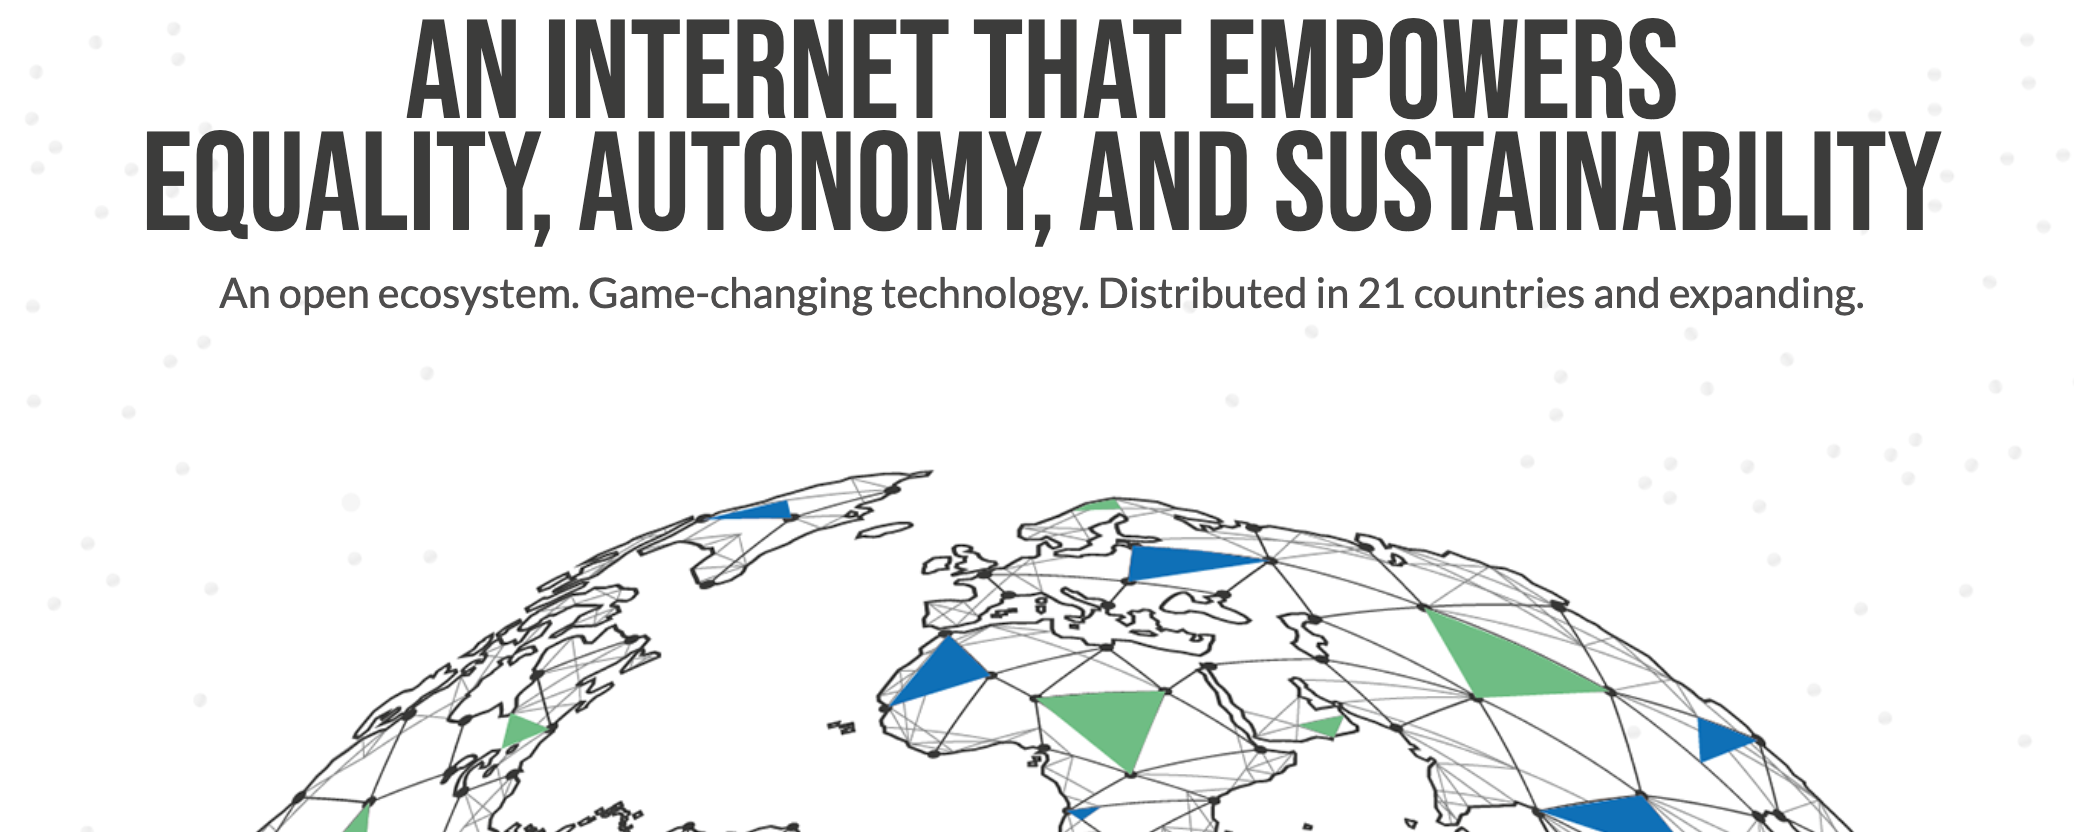 AN INTERNET THAT EMPOWERS
EQUALITY, AUTONOMY, AND SUSTAINABILITY
An open ecosystem. Game-changing technology. Distributed in 21 countries and expanding.